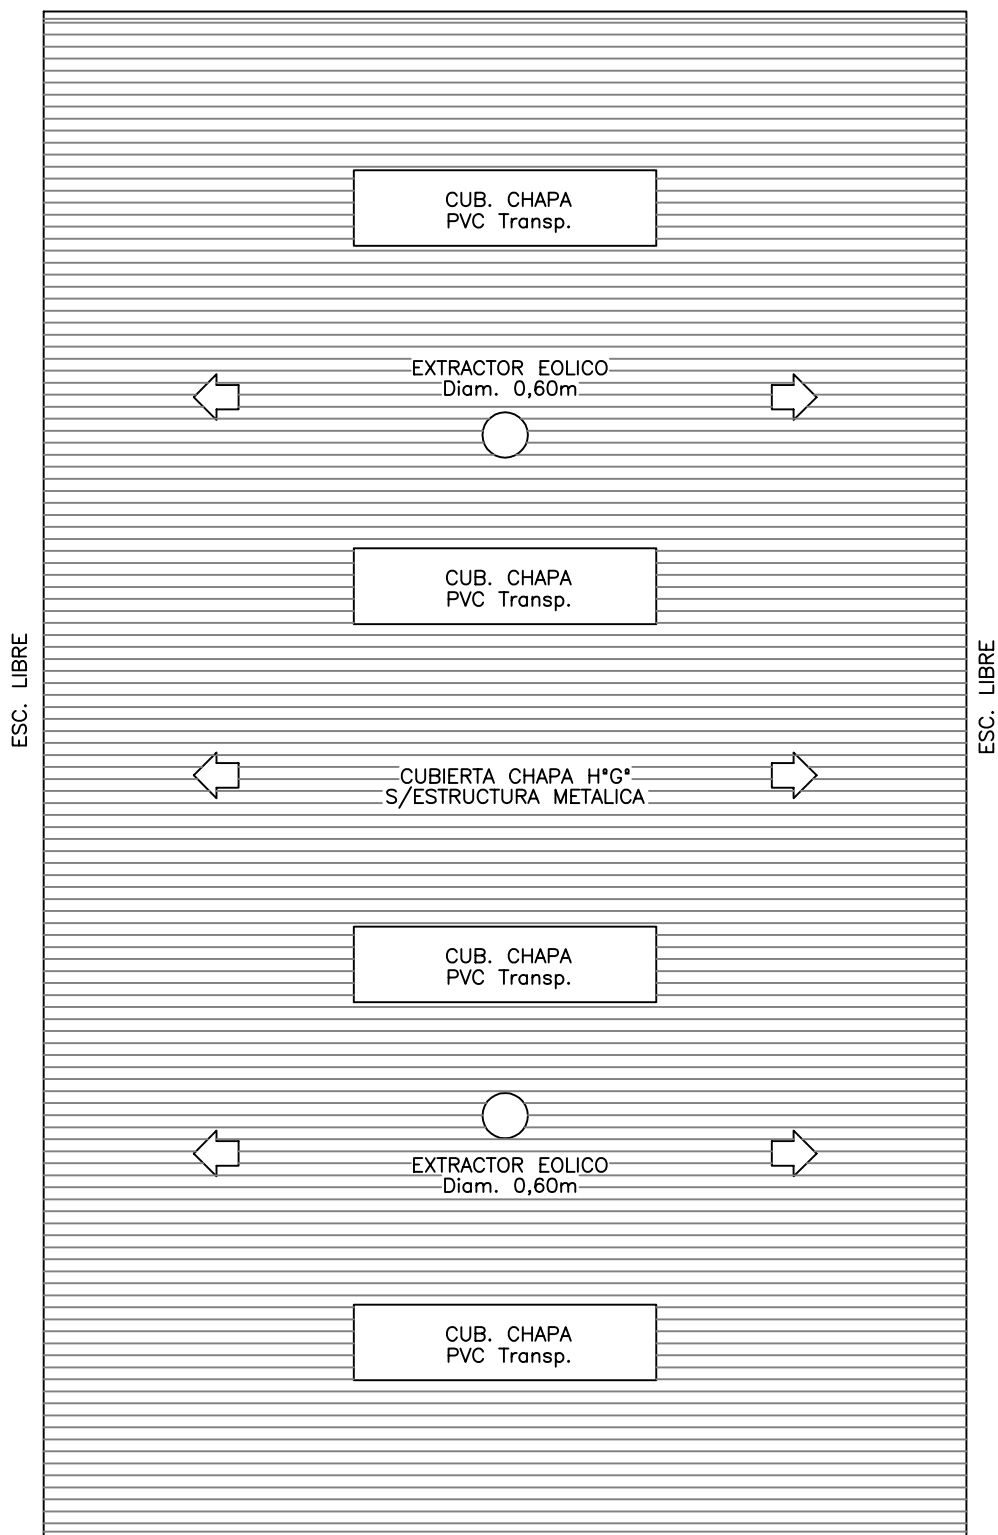 CUB. CHAPA
PVC Transp.
EXTRACTOR EOLICO
Diam. 0,60m
CUB. CHAPA
PVC Transp.
ESC. LIBRE
ESC. LIBRE
CUBIERTA CHAPA HºGº
S/ESTRUCTURA METALICA
CUB. CHAPA
PVC Transp.
EXTRACTOR EOLICO
Diam. 0,60m
CUB. CHAPA
PVC Transp.